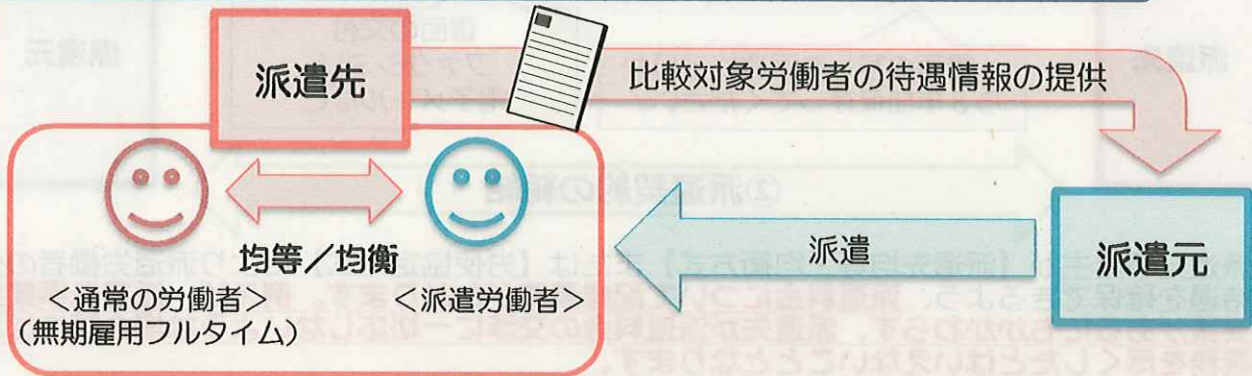 派遣先
比較対象労働者の待遇情報の提供
均等／均衡
＜通常の労働者＞
(無期雇用フルタイム)
＜派遣労働者＞
派遣
派遣元